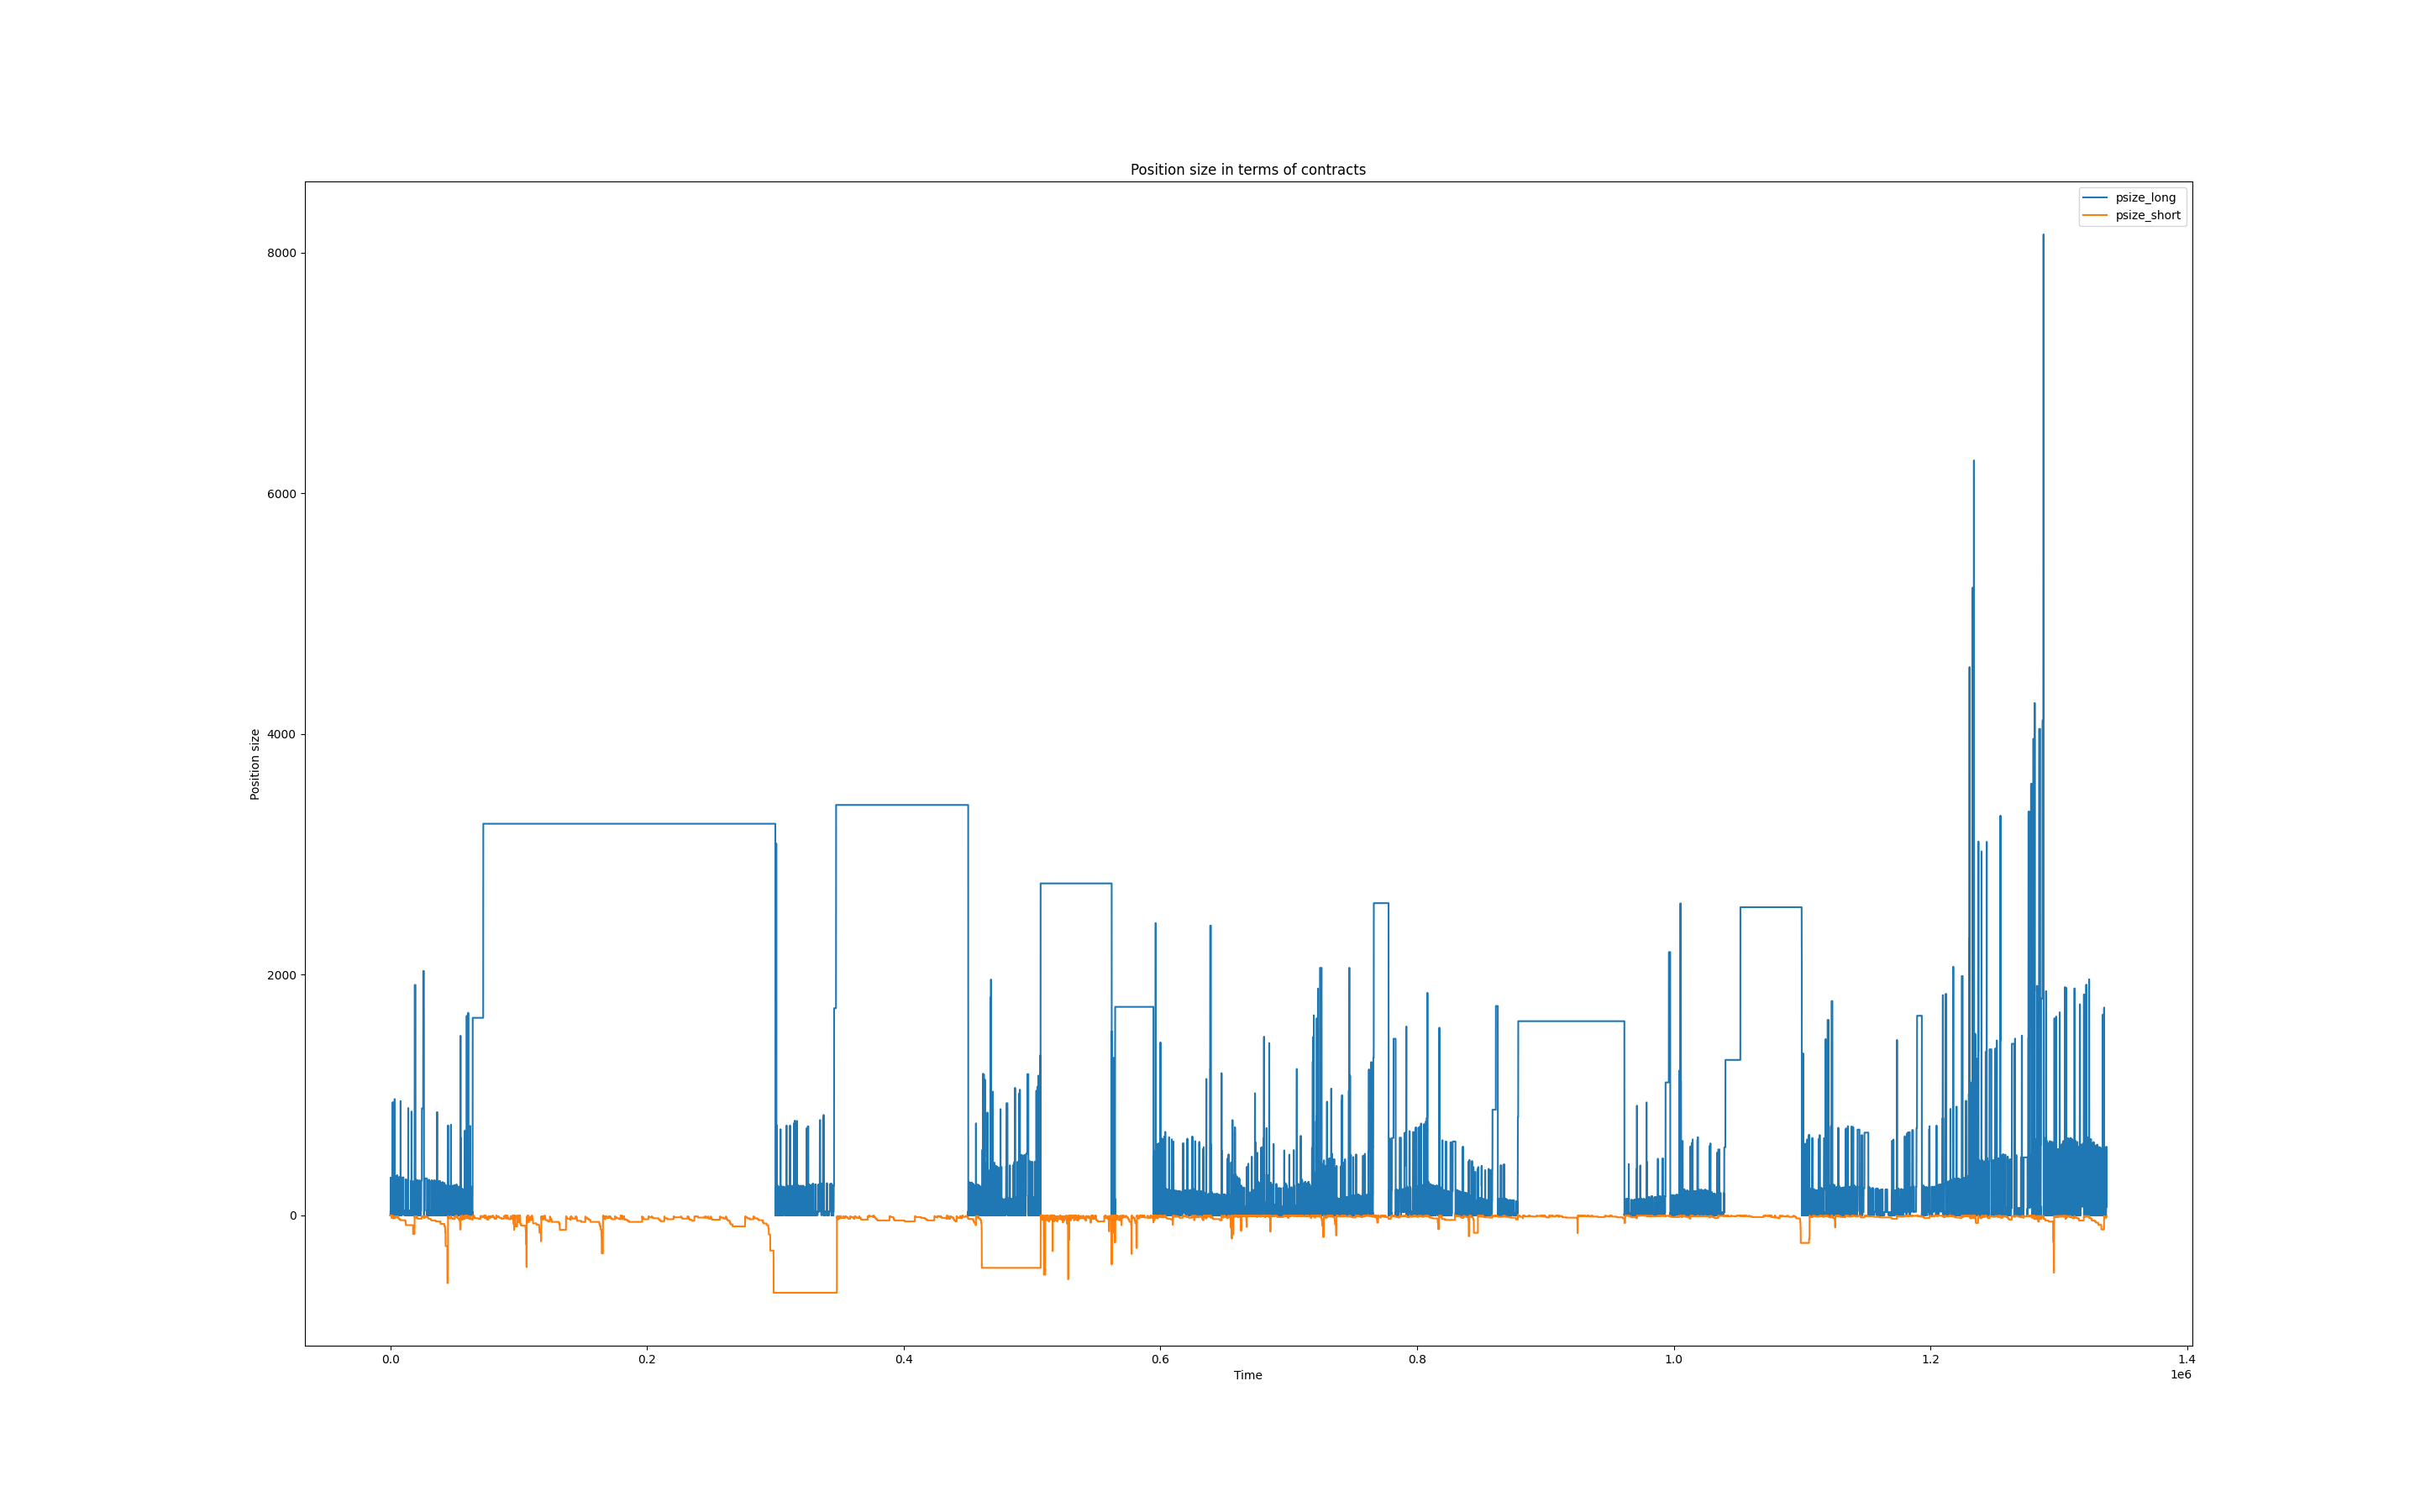 Position size in terms of contracts
psize_long
psize_short
8000
6000
4000
2000
0
Position size
0.0
0.2
0.4
0.6
0.8
1.0
1.2
1.4
Time
1e6